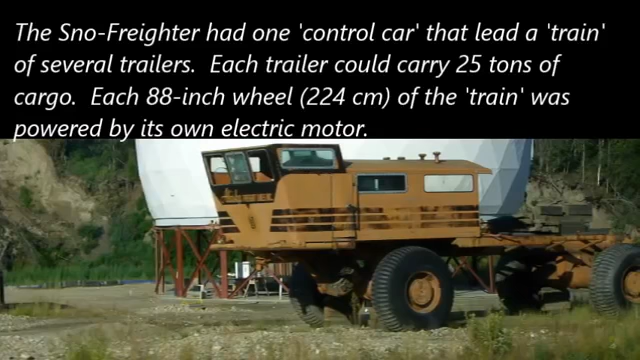 The Sno-Freighter had one 'control car' that lead a 'train'
of several trailers.  Each trailer could carry 25 tons of
cargo.  Each 88-inch wheel (224 cm) of the 'train' was
powered by its own electric motor.